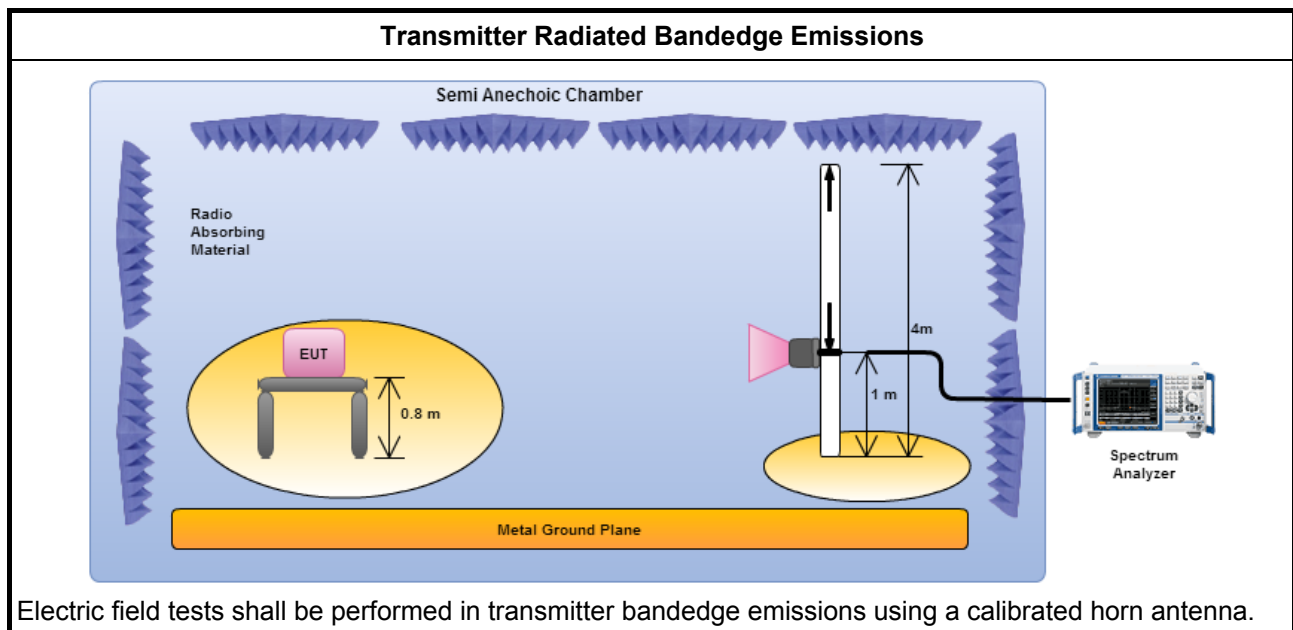 Transmitter Radiated Bandedge Emissions
Semi Anechoic Chamber
Radio
Absorbing
Material
EUT
0.8 m
4m
1 m
Spectrum
Analyzer
Metal Ground Plane
Electric field tests shall be performed in transmitter bandedge emissions using a calibrated horn antenna.